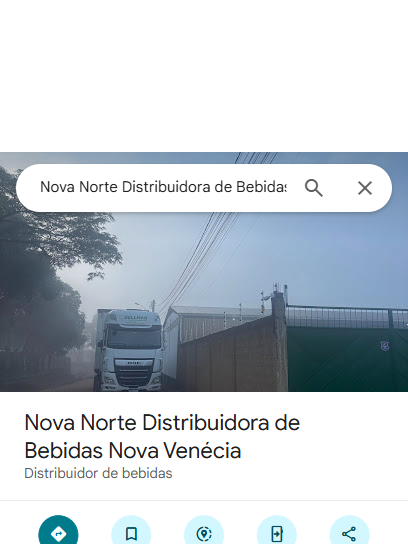 Nova Norte Distribuidora de Bebidas
Nova Norte Distribuidora de
Bebidas Nova Venécia
Distribuidor de bebidas